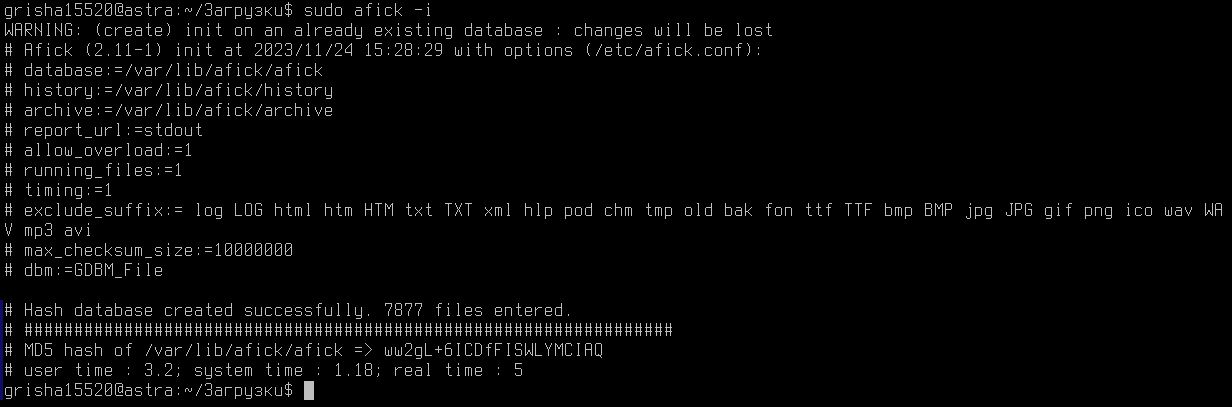 grisha15520@astra:~/Загрузки$ sudo afick -i
WARNING: (create) init on an already existing database : changes will be lost
# Afick (2.11-1) init at 2023/11/24 15:28:29 with options (/etc/afick.conf):
# database:=/var/lib/afick/afick
# history:=/var/lib/afick/history
# archive:=/var/lib/afick/archive
# report_url:=stdout
# allow_overload:=1
# running_files:=1
# timing:=1
# exclude_suffix:= log LOG html htm HTM txt TXT xml hlp pod chm tmp old bak fon ttf TTF bmp BMP jpg JPG gif png ico wav WA
V mp3 avi
# max_checksum_size:=10000000
# dbm:=GDBM_File
# Hash database created successfully. 7877 files entered.
# #################################################################
# MD5 hash of /var/lib/afick/afick => ww2gL+6ICDfFISWLYMCIAQ
# user time : 3.2; system time : 1.18; real time : 5
grisha15520@astra:~/Загрузки$